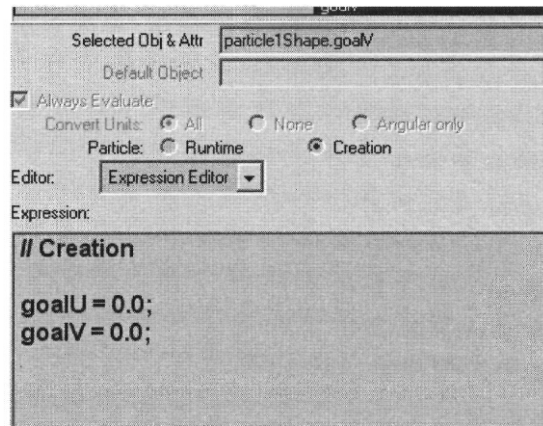 goalV
Selected Obj & Attr particle1Shape.goalV
Default Object
Always Evaluate
Convert Units: All None Angular only
Particle: Runtime Creation
Editor: Expression Editor
Expression:
// Creation
goalU = 0.0;
goalV = 0.0;